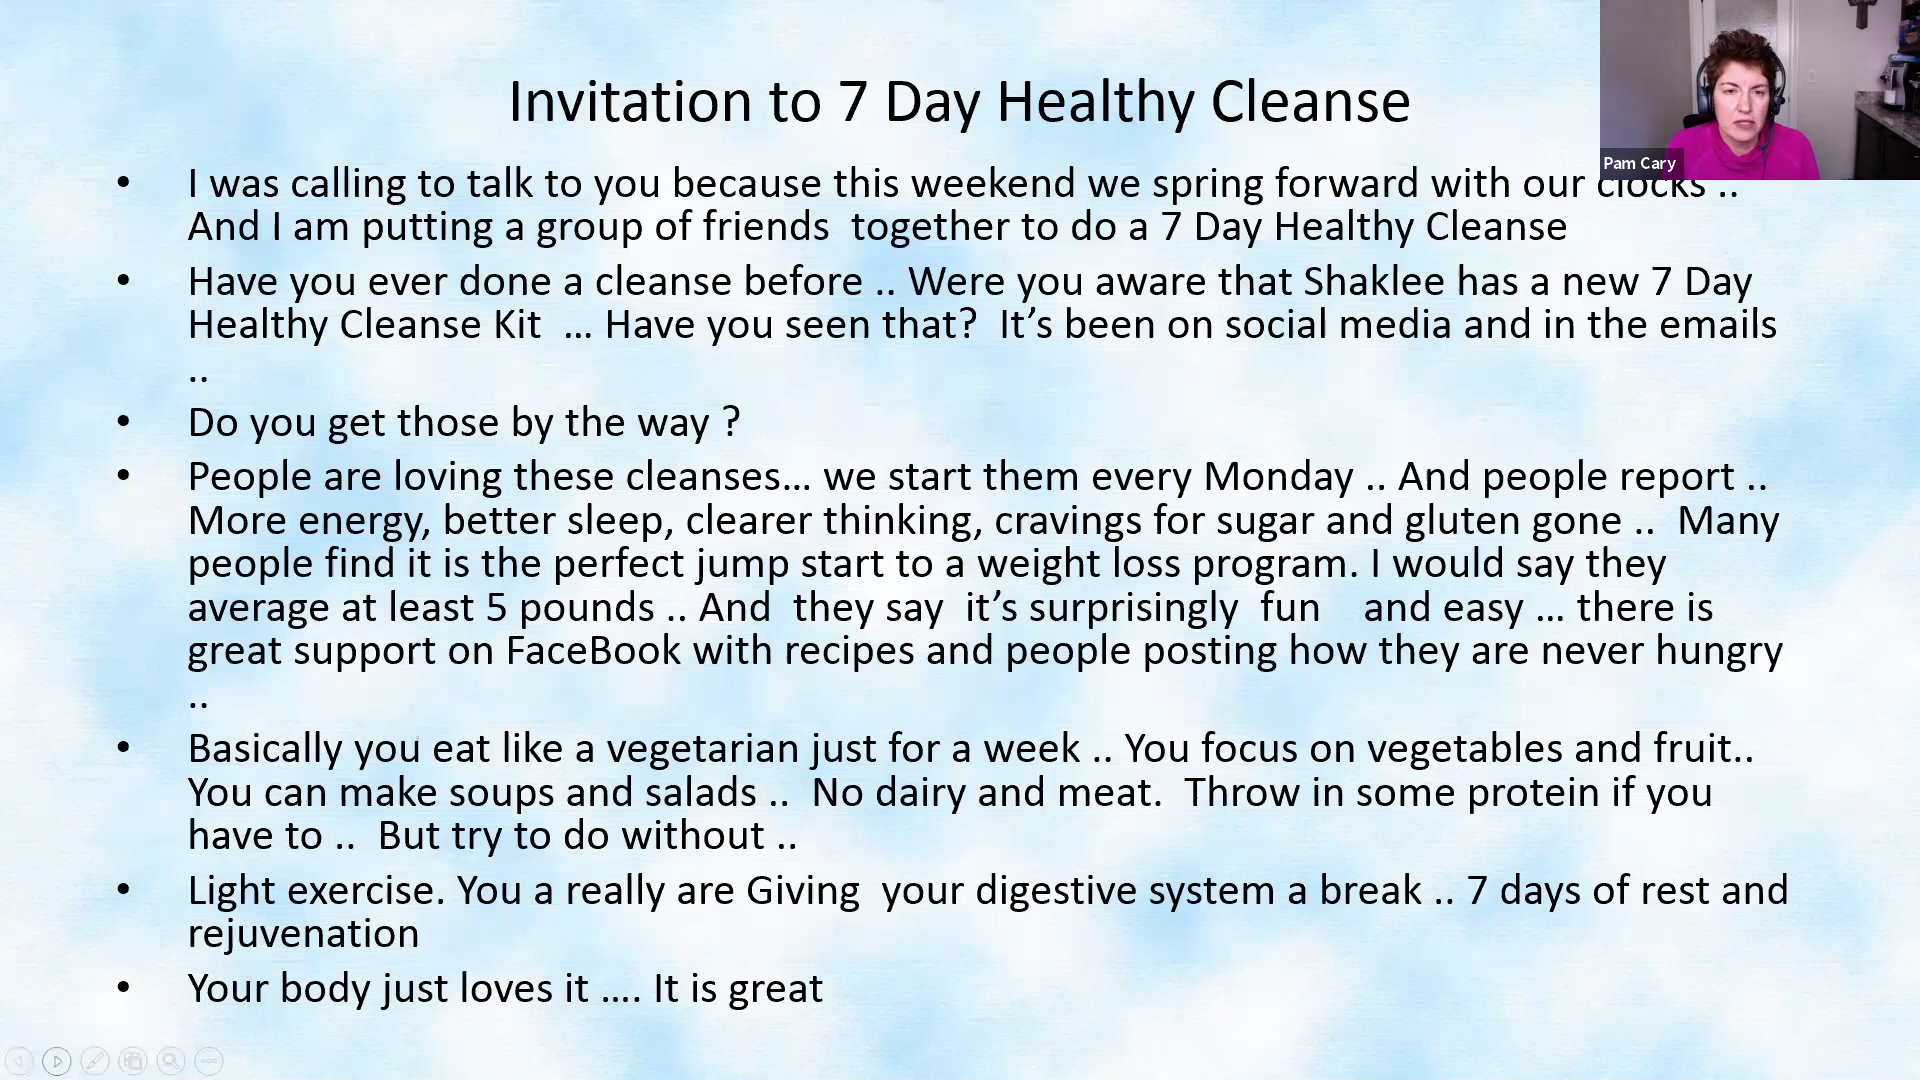 Invitation to 7 Day Healthy Cleanse
Pam Cary
• I was calling to talk to you because this weekend we spring forward with our clocks ..
And I am putting a group of friends  together to do a 7 Day Healthy Cleanse
• Have you ever done a cleanse before .. Were you aware that Shaklee has a new 7 Day
Healthy Cleanse Kit  … Have you seen that?  It’s been on social media and in the emails
..
• Do you get those by the way ?
• People are loving these cleanses… we start them every Monday .. And people report ..
More energy, better sleep, clearer thinking, cravings for sugar and gluten gone ..  Many
people find it is the perfect jump start to a weight loss program. I would say they
average at least 5 pounds .. And  they say  it’s surprisingly  fun    and easy … there is
great support on FaceBook with recipes and people posting how they are never hungry
..
• Basically you eat like a vegetarian just for a week .. You focus on vegetables and fruit..
You can make soups and salads ..  No dairy and meat.  Throw in some protein if you
have to ..  But try to do without ..
• Light exercise. You a really are Giving  your digestive system a break .. 7 days of rest and
rejuvenation
• Your body just loves it …. It is great